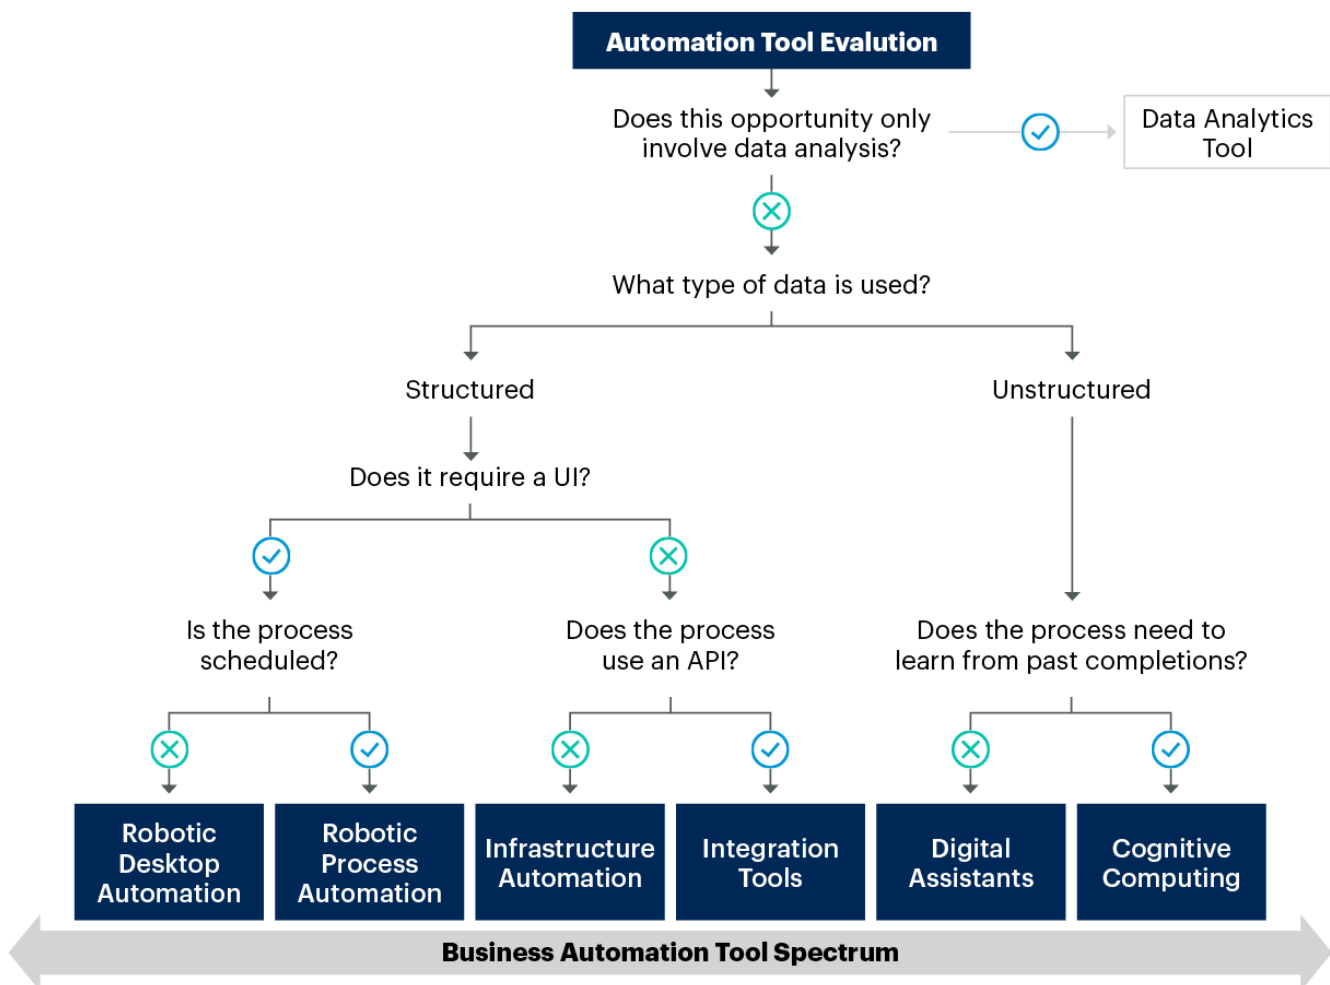 Automation Tool Evalution
Does this opportunity only
involve data analysis?
Data Analytics
Tool
What type of data is used?
Structured
Unstructured
Does it require a UI?
Is the process
scheduled?
Does the process
use an API?
Does the process need to
learn from past completions?
Robotic
Desktop
Automation
Robotic
Process
Automation
Infrastructure
Automation
Integration
Tools
Digital
Assistants
Cognitive
Computing
Business Automation Tool Spectrum